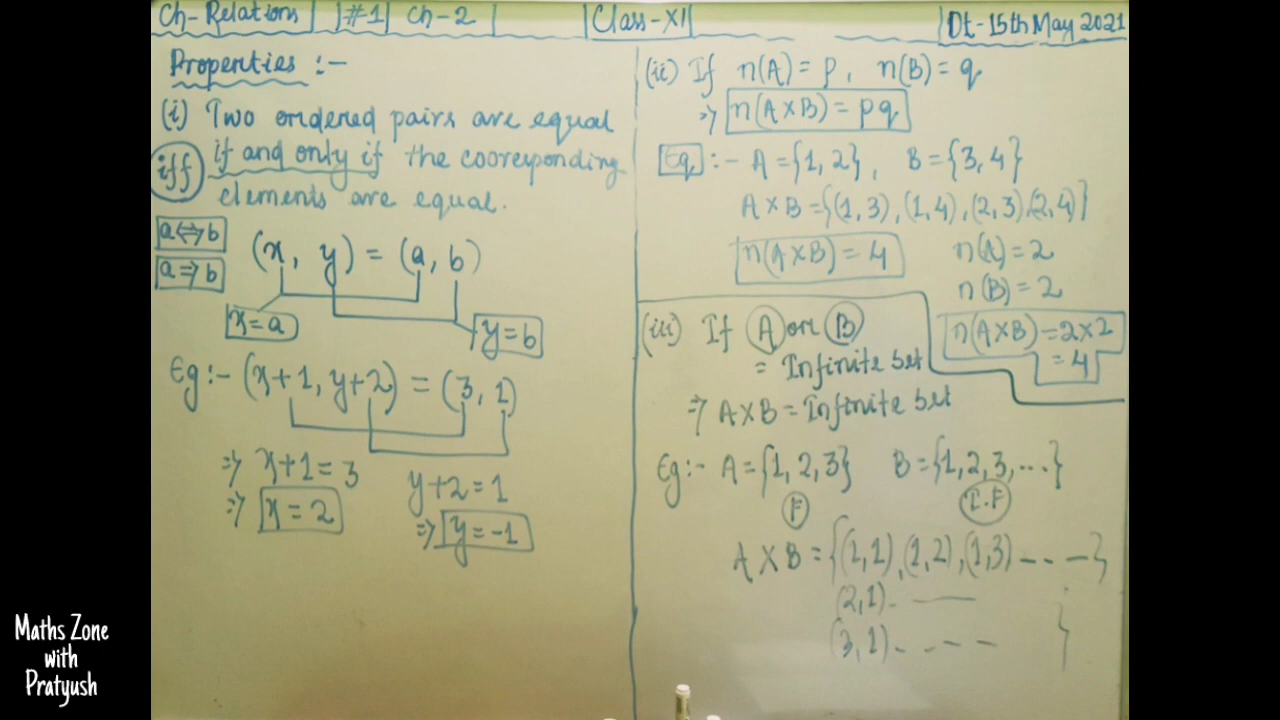 Ch-Relations | #1 | Ch-2 | Class-XI | Dt-15th May 2021
Properties :-
(i) Two ordered pairs are equal
iff if and only if the cooresponding
elements are equal.
a⇔b
a⇒b
(x, y) = (a, b)
x=a
y=b
Eg:- (x+1, y+2) = (3, 1)
⇒ x+1=3
⇒ x=2
y+2=1
⇒ y=-1
(ii) If n(A)=p, n(B)=q
⇒ n(A×B)=pq
Eg:- A={1,2}, B={3,4}
A×B={(1,3),(1,4),(2,3),(2,4)}
n(A×B)=4
n(A)=2
n(B)=2
n(A×B)=2×2
=4
(iii) If A or B
= Infinite set
⇒ A×B=Infinite set
Eg:- A={1,2,3} B={1,2,3,....}
F
I.F
A×B={(1,1),(1,2),(1,3)-----}
(2,1).——
(3,1)----}
Maths Zone
with
Pratyush